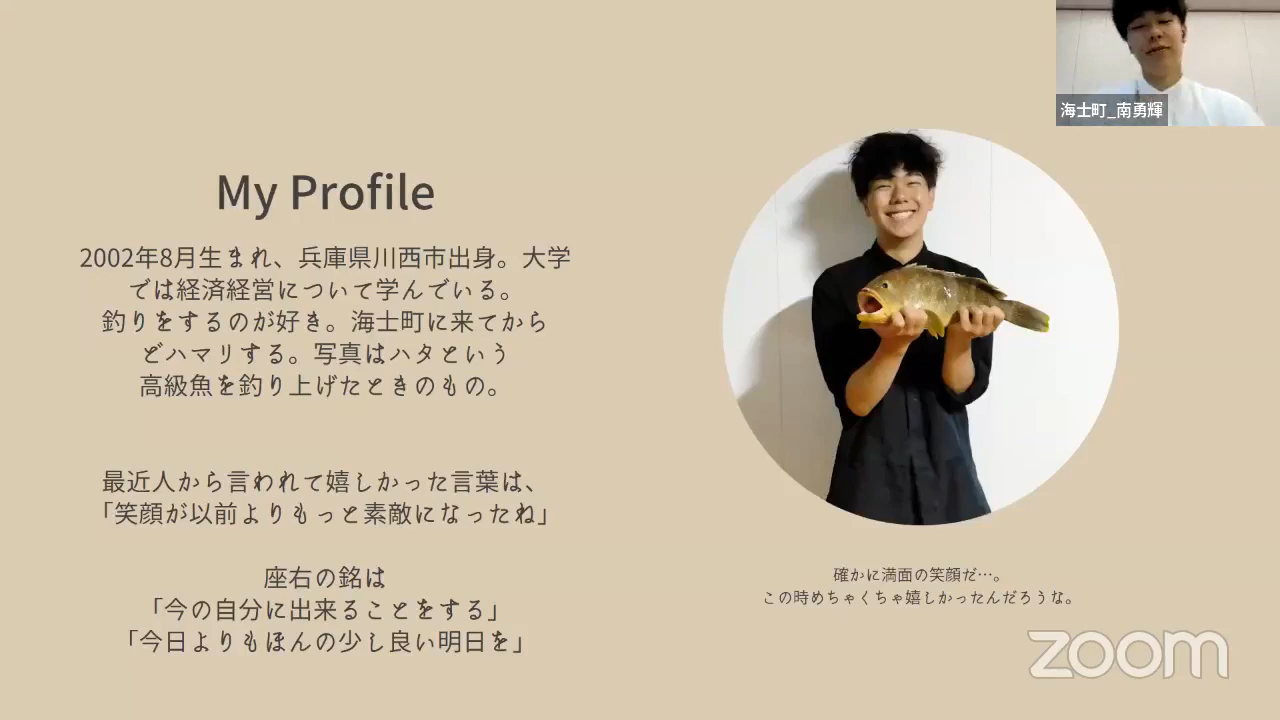 海士町_南勇輝
My Profile
2002年8月生まれ、兵庫県川西市出身。大学
では経済経営について学んでいる。
釣りをするのが好き。海士町に来てから
どハマりする。写真はハタという
高級魚を釣り上げたときのもの。
最近人から言われて嬉しかった言葉は、
「笑顔が以前よりもっと素敵になったね」
座右の銘は
「今の自分に出来ることをする」
「今日よりもほんの少し良い明日を」
確かに満面の笑顔だ…。
この時めちゃくちゃ嬉しかったんだろうな。
zoom